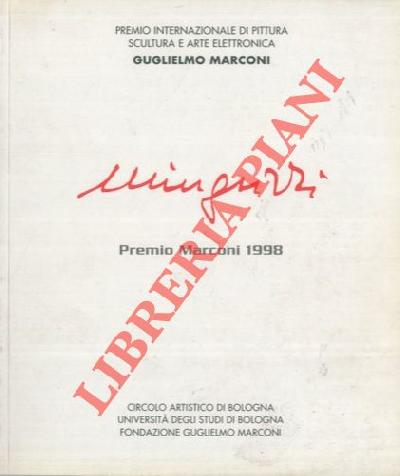 PREMIO INTERNAZIONALE DI PITTURA
SCULTURA E ARTE ELETTRONICA
GUGLIELMO MARCONI
Minguzzi
Premio Marconi 1998
LIBRERIA PIANI
CIRCOLO ARTISTICO DI BOLOGNA
UNIVERSITÀ DEGLI STUDI DI BOLOGNA
FONDAZIONE GUGLIELMO MARCONI